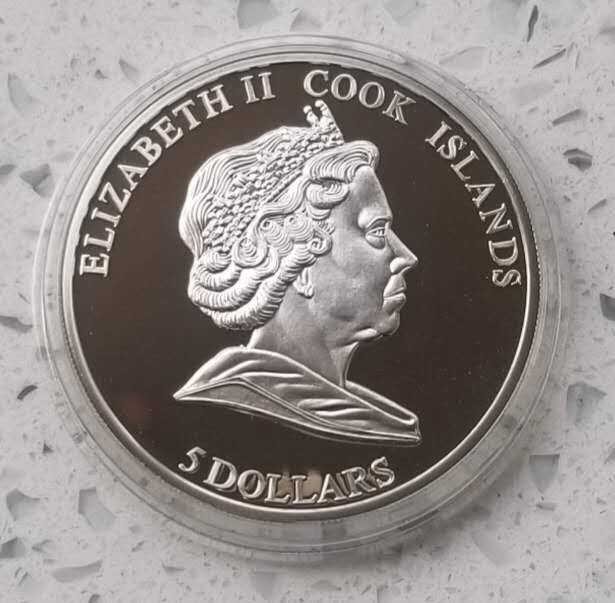 ELIZABETH II COOK ISLANDS
5 DOLLARS